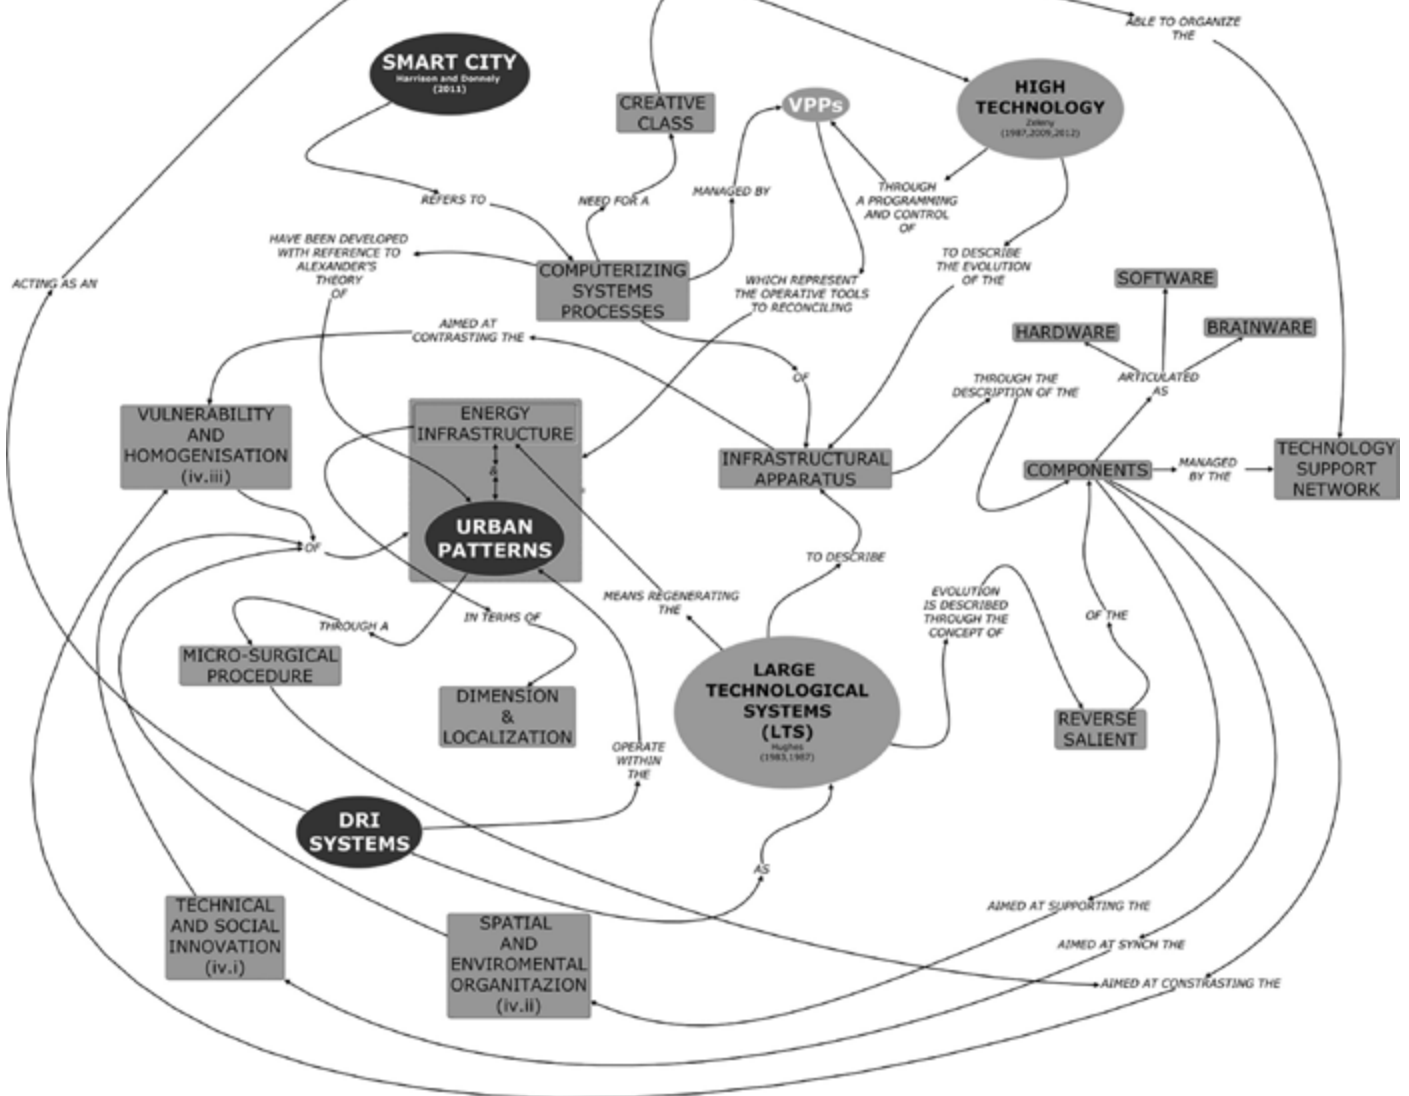 ABLE TO ORGANIZE
THE
SMART CITY
Harrison and Donnely
(2011)
HIGH
TECHNOLOGY
Zeleny
(1987,2009,2012)
CREATIVE
CLASS
VPPs
REFERS TO
NEED FOR A
MANAGED BY
THROUGH
A PROGRAMMING
AND CONTROL
OF
HAVE BEEN DEVELOPED
WITH REFERENCE TO
ALEXANDER'S
THEORY
OF
COMPUTERIZING
SYSTEMS
PROCESSES
WHICH REPRESENT
THE OPERATIVE TOOLS
TO RECONCILING
TO DESCRIBE
THE EVOLUTION
OF THE
ACTING AS AN
SOFTWARE
HARDWARE
BRAINWARE
AIMED AT
CONTRASTING THE
OF
THROUGH THE
DESCRIPTION OF THE
ARTICULATED
AS
VULNERABILITY
AND
HOMOGENISATION
(iv.iii)
ENERGY
INFRASTRUCTURE
&
URBAN
PATTERNS
INFRASTRUCTURAL
APPARATUS
COMPONENTS
MANAGED
BY THE
TECHNOLOGY
SUPPORT
NETWORK
OF
TO DESCRIBE
MEANS REGENERATING
THE
EVOLUTION
IS DESCRIBED
THROUGH THE
CONCEPT OF
OF THE
THROUGH A
IN TERMS OF
MICRO-SURGICAL
PROCEDURE
DIMENSION
&
LOCALIZATION
LARGE
TECHNOLOGICAL
SYSTEMS
(LTS)
Hughes
(1983,1987)
REVERSE
SALIENT
OPERATE
WITHIN
THE
DRI
SYSTEMS
AS
TECHNICAL
AND SOCIAL
INNOVATION
(iv.i)
SPATIAL
AND
ENVIROMENTAL
ORGANITAZION
(iv.ii)
AIMED AT SUPPORTING THE
AIMED AT SYNCH THE
AIMED AT CONSTRASTING THE